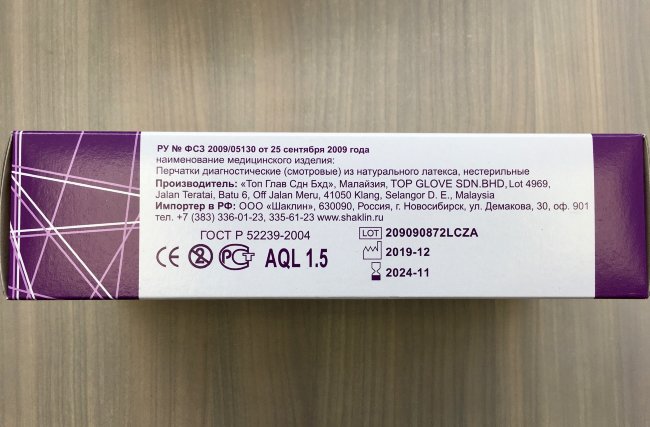 РУ № ФСЗ 2009/05130 от 25 сентября 2009 года
наименование медицинского изделия:
Перчатки диагностические (смотровые) из натурального латекса, нестерильные
Производитель: «Топ Глав Сдн Бхд», Малайзия, TOP GLOVE SDN.BHD, Lot 4969,
Jalan Teratai, Batu 6, Off Jalan Meru, 41050 Klang, Selangor D. E., Malaysia
Импортер в РФ: ООО «Шаклин», 630090, Россия, г. Новосибирск, ул. Демакова, 30, оф. 901
тел. +7 (383) 336-01-23, 335-61-23 www.shaklin.ru
ГОСТ Р 52239-2004
LOT 209090872LCZA
CE 2 РСТ AQL 1.5
2019-12
2024-11